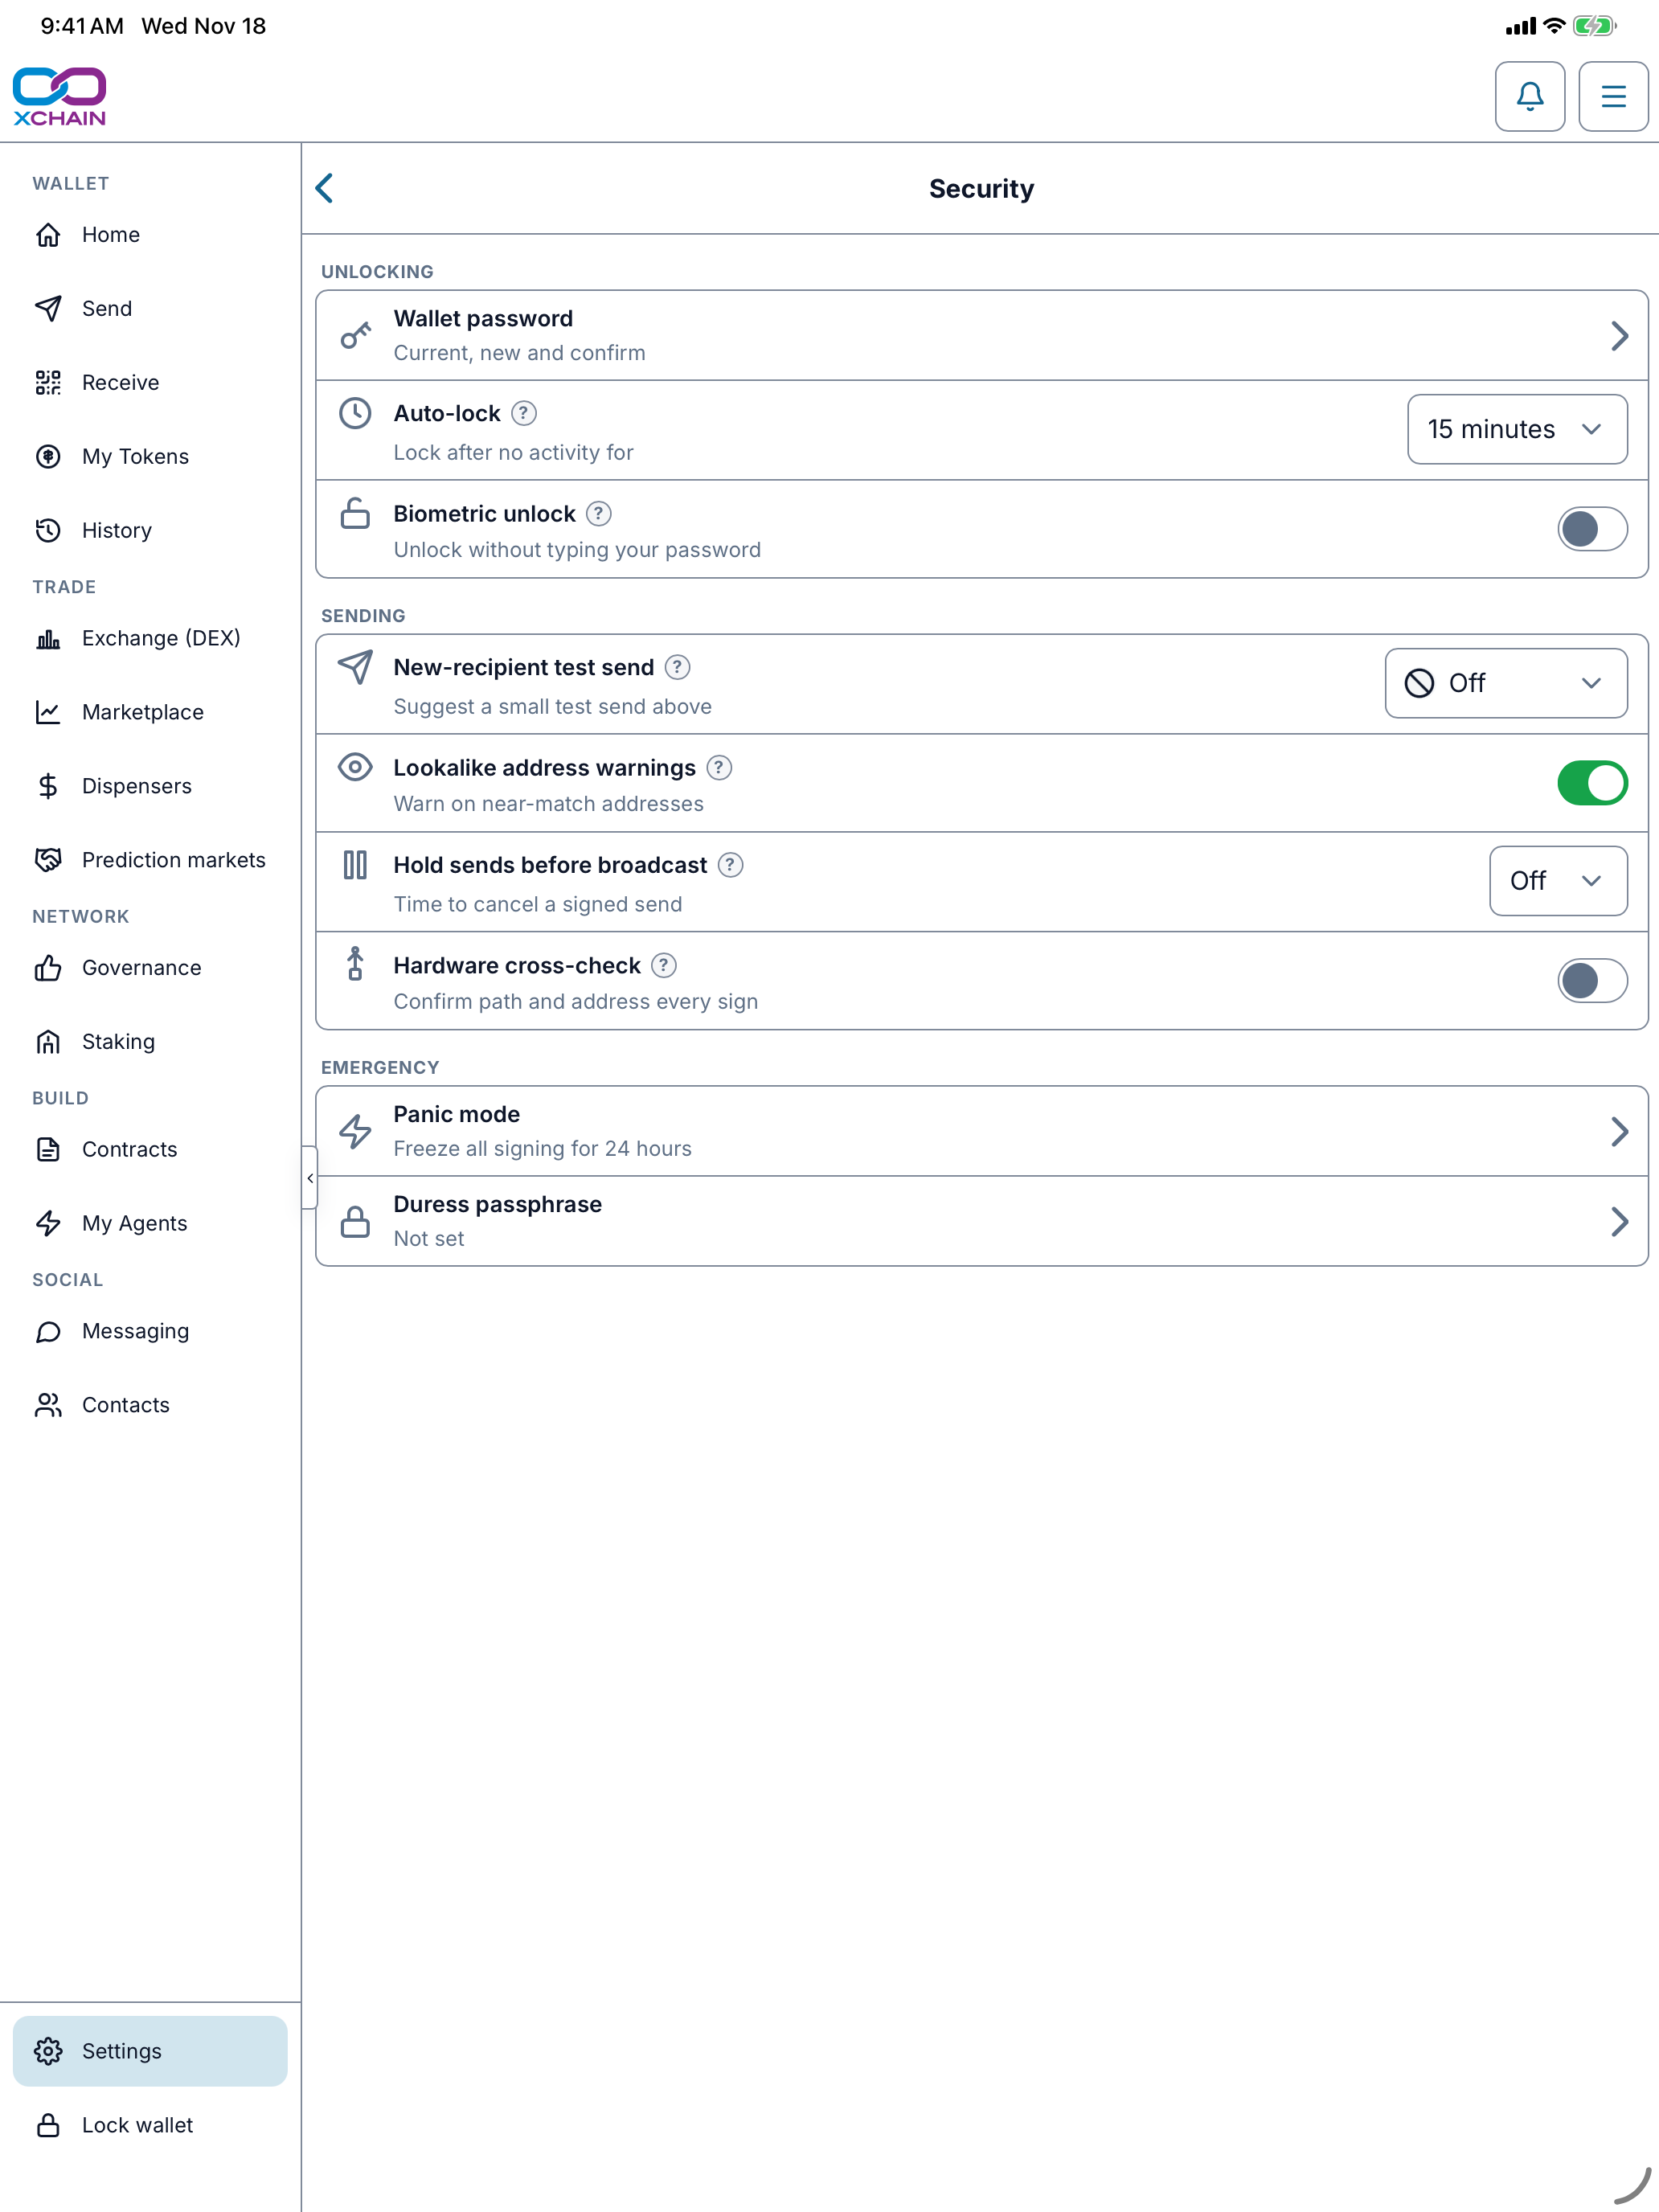 9:41 AM Wed Nov 18
XCHAIN
WALLET
Home
Send
Receive
My Tokens
History
TRADE
Exchange (DEX)
Marketplace
Dispensers
Prediction markets
NETWORK
Governance
Staking
BUILD
Contracts
My Agents
SOCIAL
Messaging
Contacts
Settings
Lock wallet
Security
UNLOCKING
Wallet password
Current, new and confirm
Auto-lock ?
Lock after no activity for
15 minutes
Biometric unlock ?
Unlock without typing your password
SENDING
New-recipient test send ?
Suggest a small test send above
Off
Lookalike address warnings ?
Warn on near-match addresses
Hold sends before broadcast ?
Time to cancel a signed send
Off
Hardware cross-check ?
Confirm path and address every sign
EMERGENCY
Panic mode
Freeze all signing for 24 hours
Duress passphrase
Not set